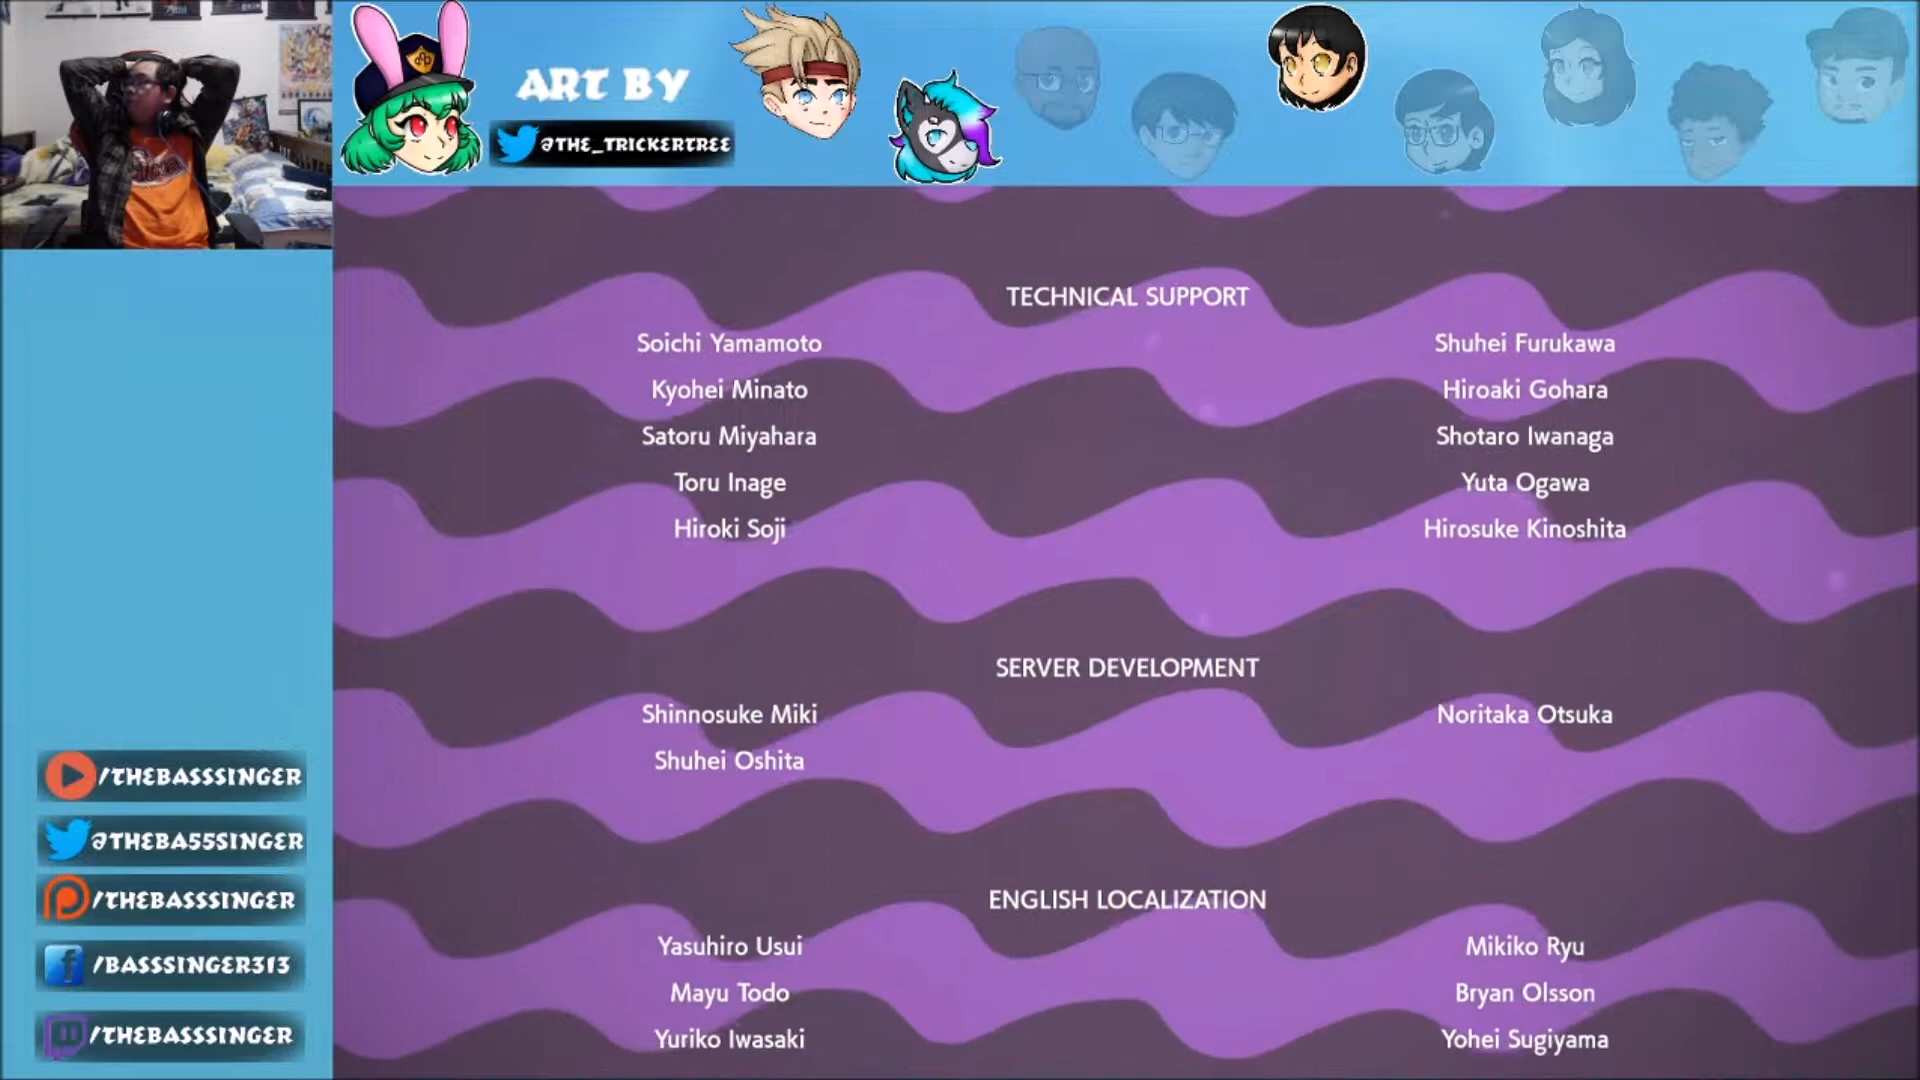 ART BY
@THE_TRICKERTREE
TECHNICAL SUPPORT
Soichi Yamamoto
Shuhei Furukawa
Kyohei Minato
Hiroaki Gohara
Satoru Miyahara
Shotaro Iwanaga
Toru Inage
Yuta Ogawa
Hiroki Soji
Hirosuke Kinoshita
SERVER DEVELOPMENT
Shinnosuke Miki
Noritaka Otsuka
Shuhei Oshita
ENGLISH LOCALIZATION
Yasuhiro Usui
Mikiko Ryu
Mayu Todo
Bryan Olsson
Yuriko Iwasaki
Yohei Sugiyama
/THEBASSSINGER
@THEBA55SINGER
/THEBASSSINGER
/BASSSINGER313
/THEBASSSINGER